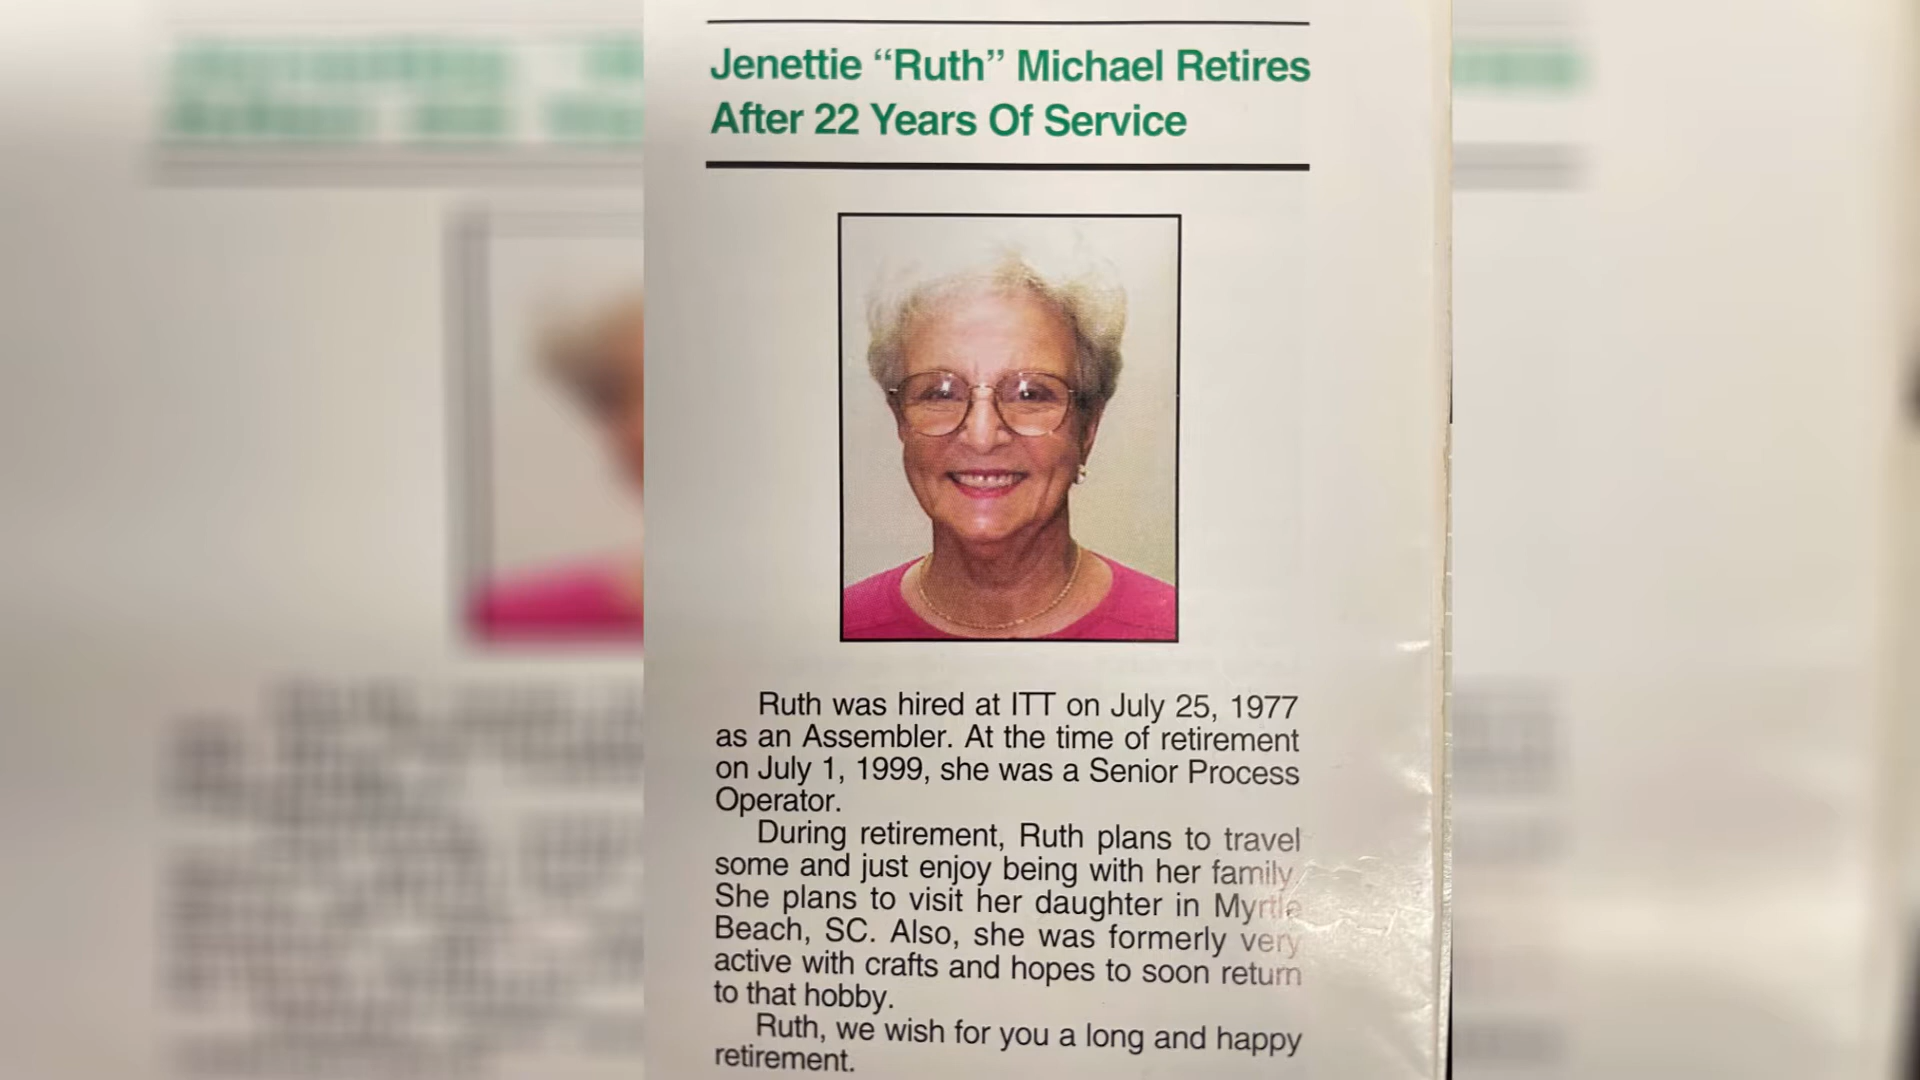 Jenettie “Ruth” Michael Retires
After 22 Years Of Service
Ruth was hired at ITT on July 25, 1977
as an Assembler. At the time of retirement
on July 1, 1999, she was a Senior Process
Operator.
During retirement, Ruth plans to travel
some and just enjoy being with her family.
She plans to visit her daughter in Myrtle
Beach, SC. Also, she was formerly very
active with crafts and hopes to soon return
to that hobby.
Ruth, we wish for you a long and happy
retirement.